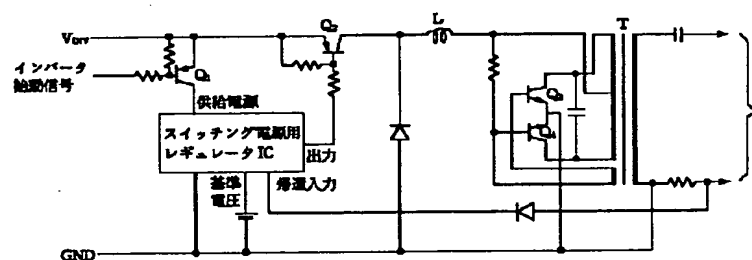 Q₂
L
T
V_DIV
インバータ
始動信号
Q₁
供給電源
Q₃
Q₄
スイッチング電源用
レギュレータIC
出力
基準
電圧
帰還入力
GND